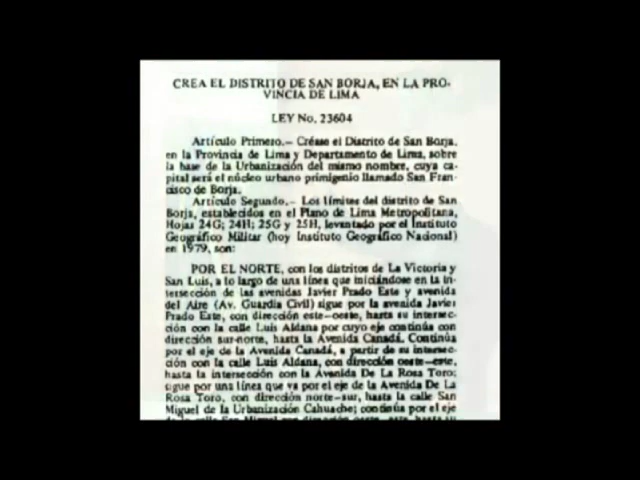 CREA EL DISTRITO DE SAN BORJA, EN LA PRO-
VINCIA DE LIMA
LEY No. 23604
Artículo Primero.- Créase el Distrito de San Borja,
en la Provincia de Lima y Departamento de Lima, sobre
la base de la Urbanización del mismo nombre, cuya ca-
pital será el núcleo urbano primigenio llamado San Fran-
cisco de Borja.
Artículo Segundo.- Los límites del distrito de San
Borja, establecidos en el Plano de Lima Metropolitana,
Hojas 24G; 24H; 25G y 25H, levantado por el Instituto
Geográfico Militar (hoy Instituto Geográfico Nacional)
en 1979, son:
POR EL NORTE, con los distritos de La Victoria y
San Luis, a lo largo de una línea que iniciándose en la in-
tersección de las avenidas Javier Prado Este y avenida
del Aire (Av. Guardia Civil) sigue por la avenida Javier
Prado Este, con dirección este-oeste, hasta su intersec-
ción con la calle Luis Aldana por cuyo eje continúa con
dirección sur-norte, hasta la Avenida Canadá. Continúa
por el eje de la Avenida Canadá, a partir de su intersec-
ción con la calle Luis Aldana, con dirección oeste-este,
hasta la intersección con la Avenida De La Rosa Toro;
sigue por una línea que va por el eje de la Avenida De La
Rosa Toro, con dirección norte-sur, hasta la calle San
Miguel de la Urbanización Cahuache; continúa por el eje
de la calle San Miguel